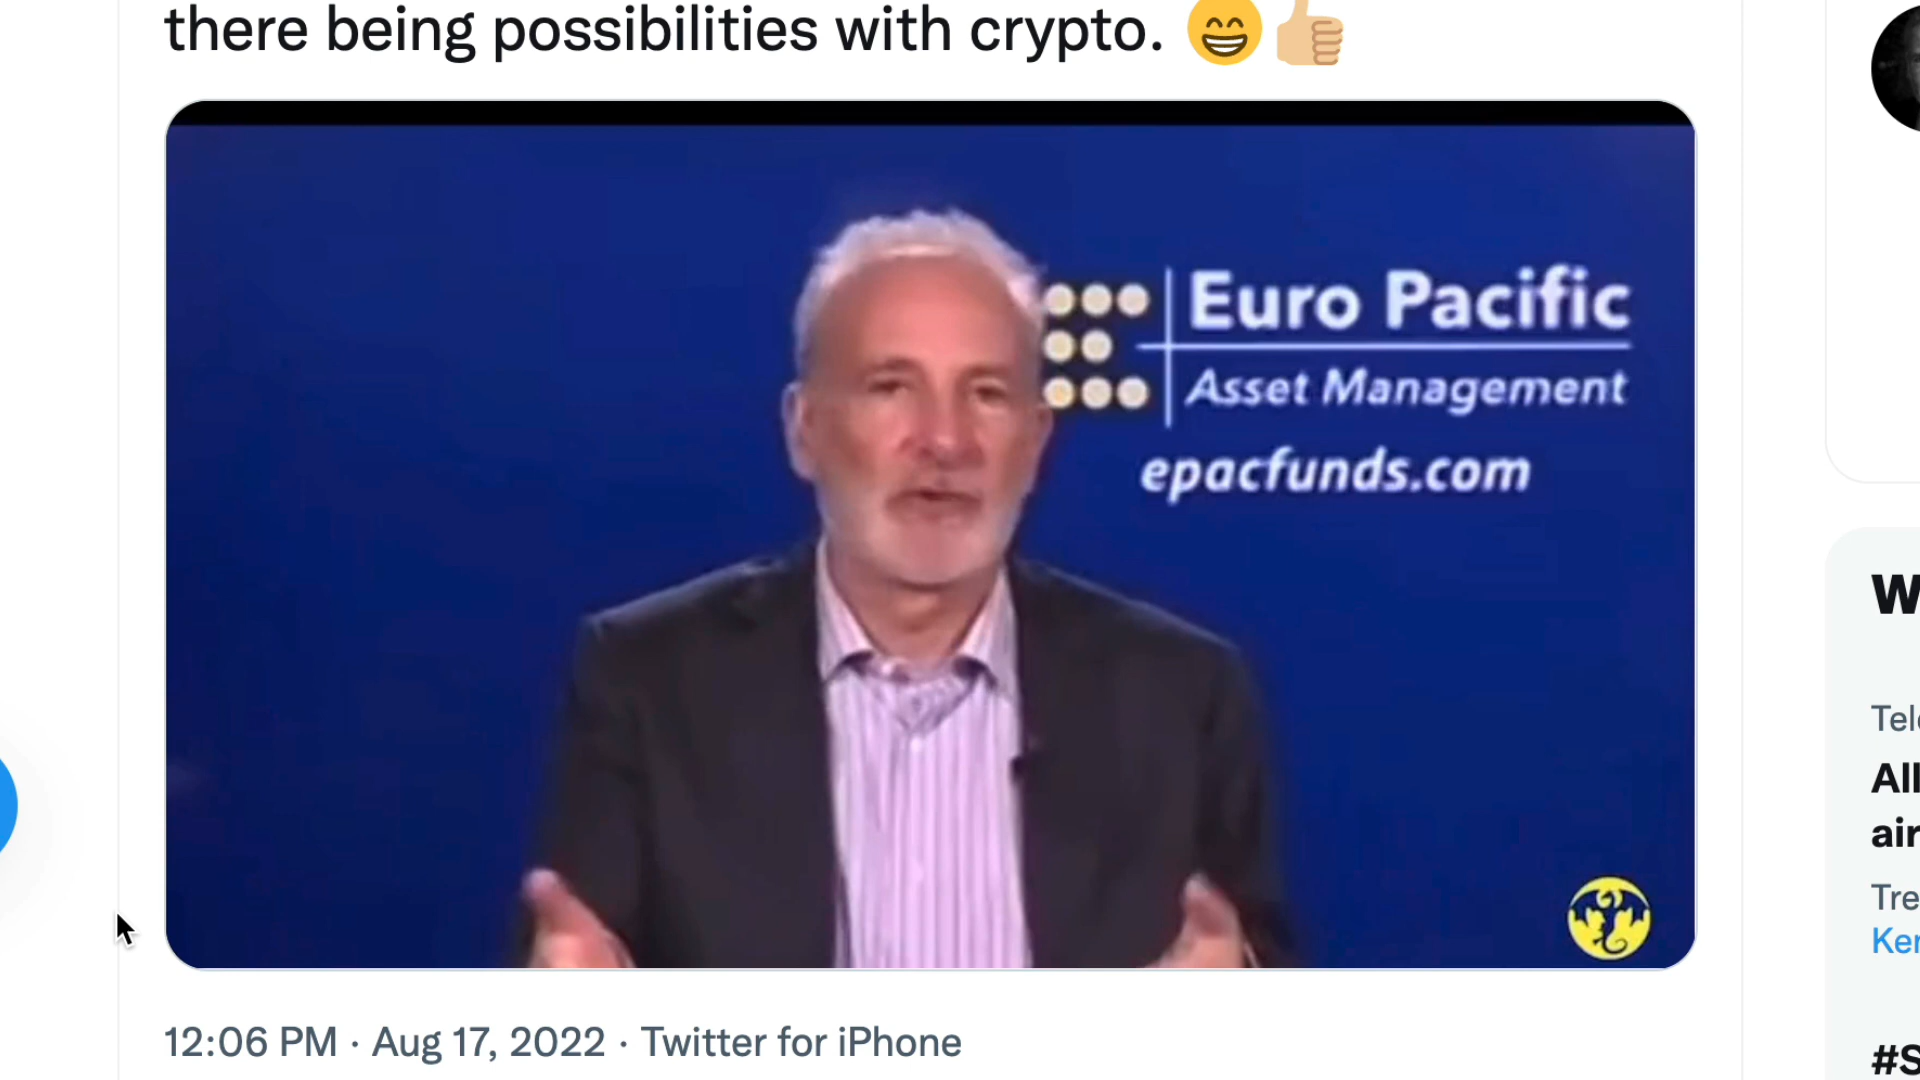 there being possibilities with crypto. 😁👍🏼
Euro Pacific
Asset Management
epacfunds.com
12:06 PM · Aug 17, 2022 · Twitter for iPhone
All